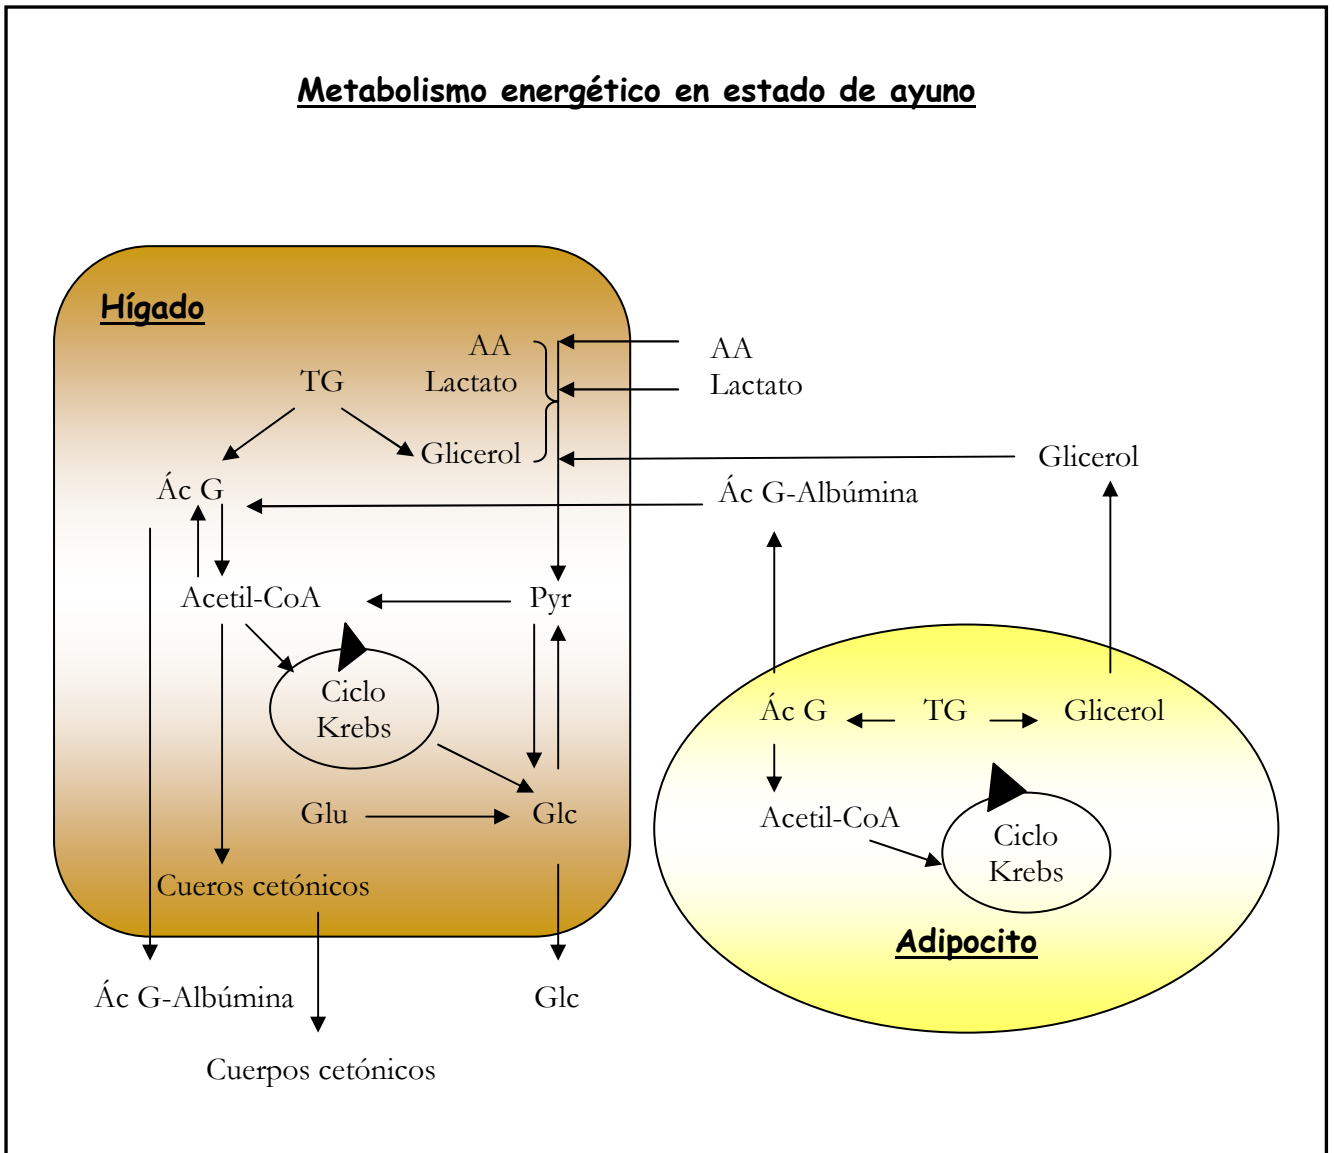 Metabolismo energético en estado de ayuno
Hígado
AA
Lactato
TG
Glicerol
AA
Lactato
Glicerol
Ác G
Ác G-Albúmina
Acetil-CoA
Pyr
Ciclo
Krebs
Glu
Glc
Cueros cetónicos
Ác G-Albúmina
Glc
Cuerpos cetónicos
Ác G
TG
Glicerol
Acetil-CoA
Ciclo
Krebs
Adipocito